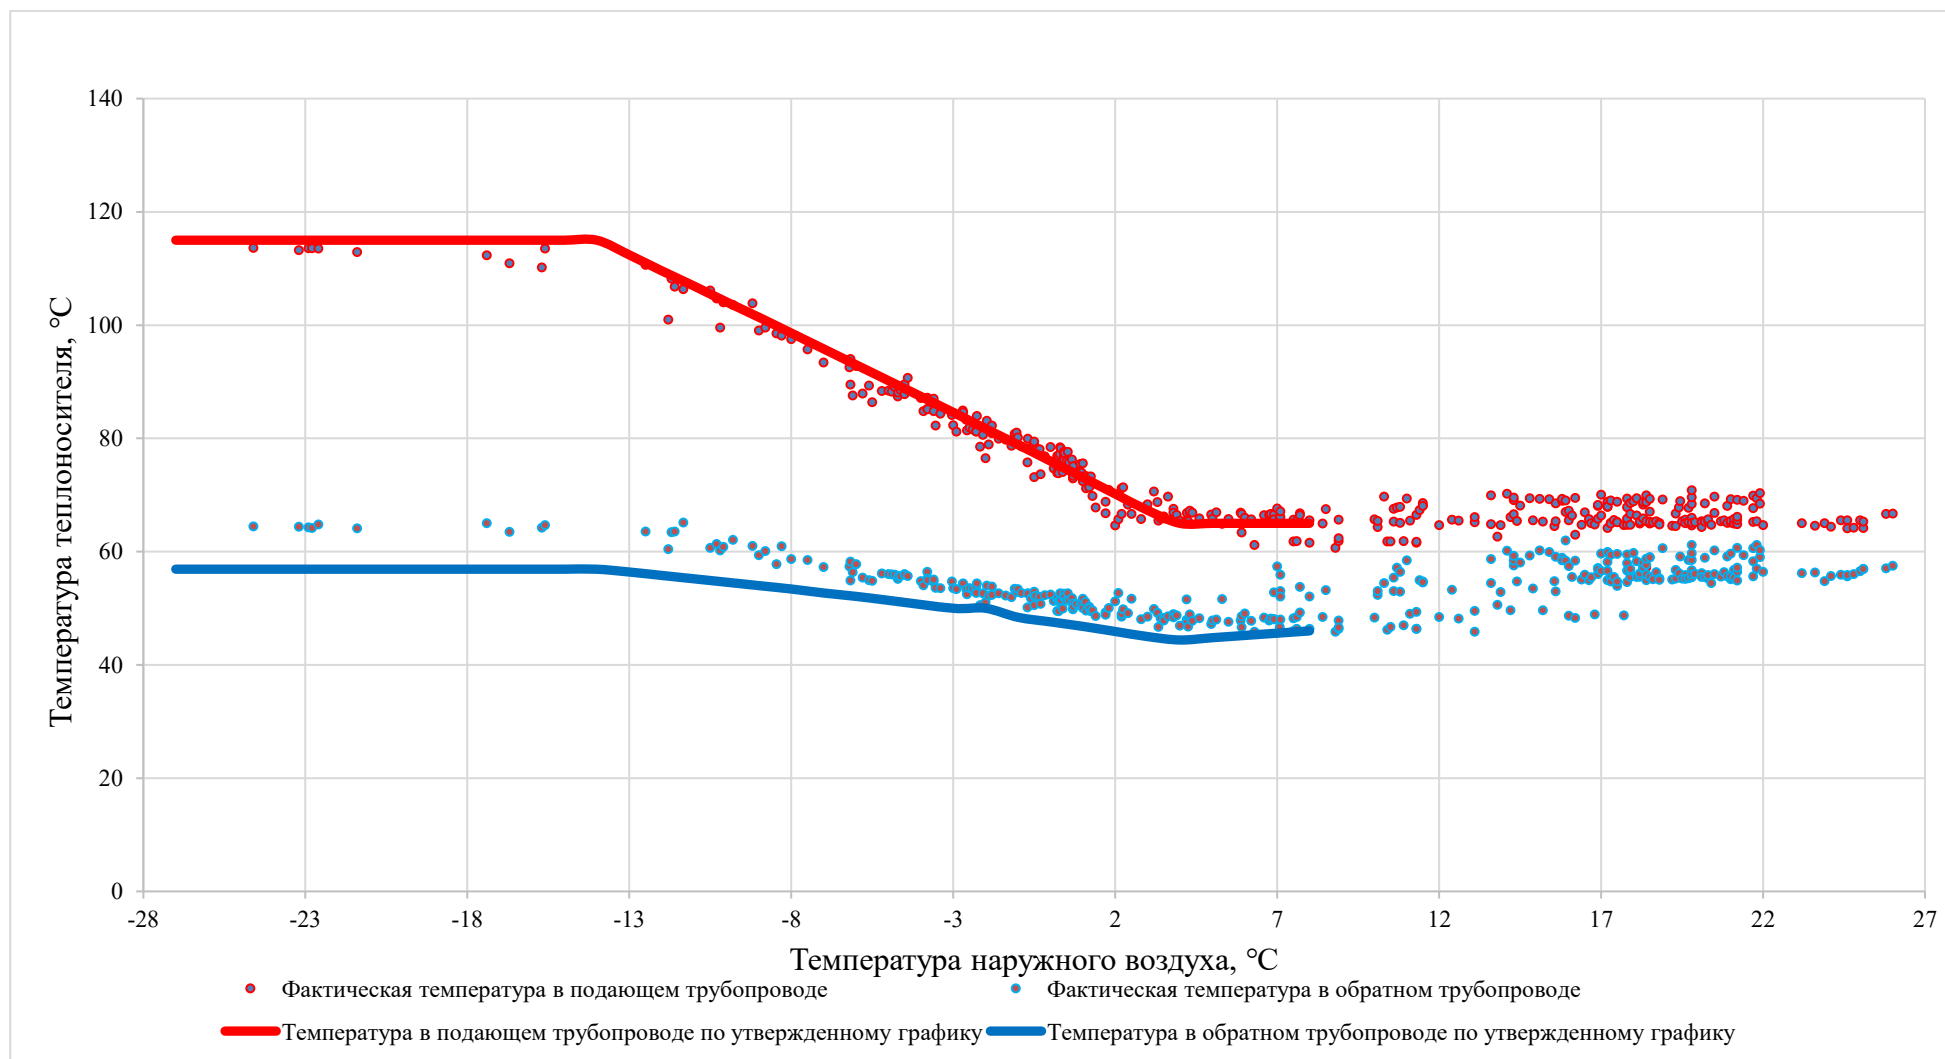 140
120
100
80
60
40
20
0
-28 -23 -18 -13 -8 -3 2 7 12 17 22 27
Температура теплоносителя, °C
Температура наружного воздуха, °C
Фактическая температура в подающем трубопроводе
Фактическая температура в обратном трубопроводе
Температура в подающем трубопроводе по утвержденному графику
Температура в обратном трубопроводе по утвержденному графику